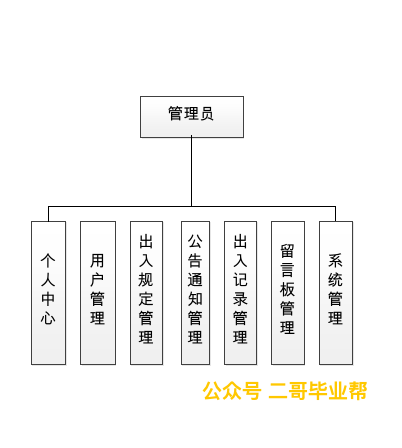 管理员
个人中心
用户管理
出入规定管理
公告通知管理
出入记录管理
留言板管理
系统管理
公众号 二哥毕业帮